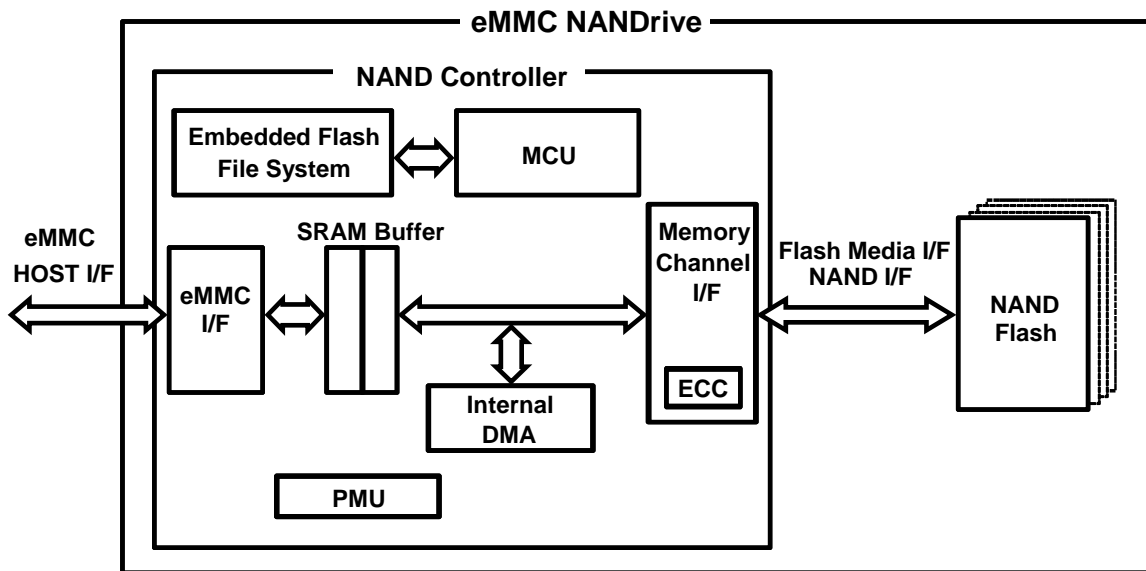 eMMC NANDrive
NAND Controller
Embedded Flash
File System
MCU
eMMC
HOST I/F
eMMC
I/F
SRAM Buffer
Internal
DMA
PMU
Memory
Channel
I/F
ECC
Flash Media I/F
NAND I/F
NAND
Flash